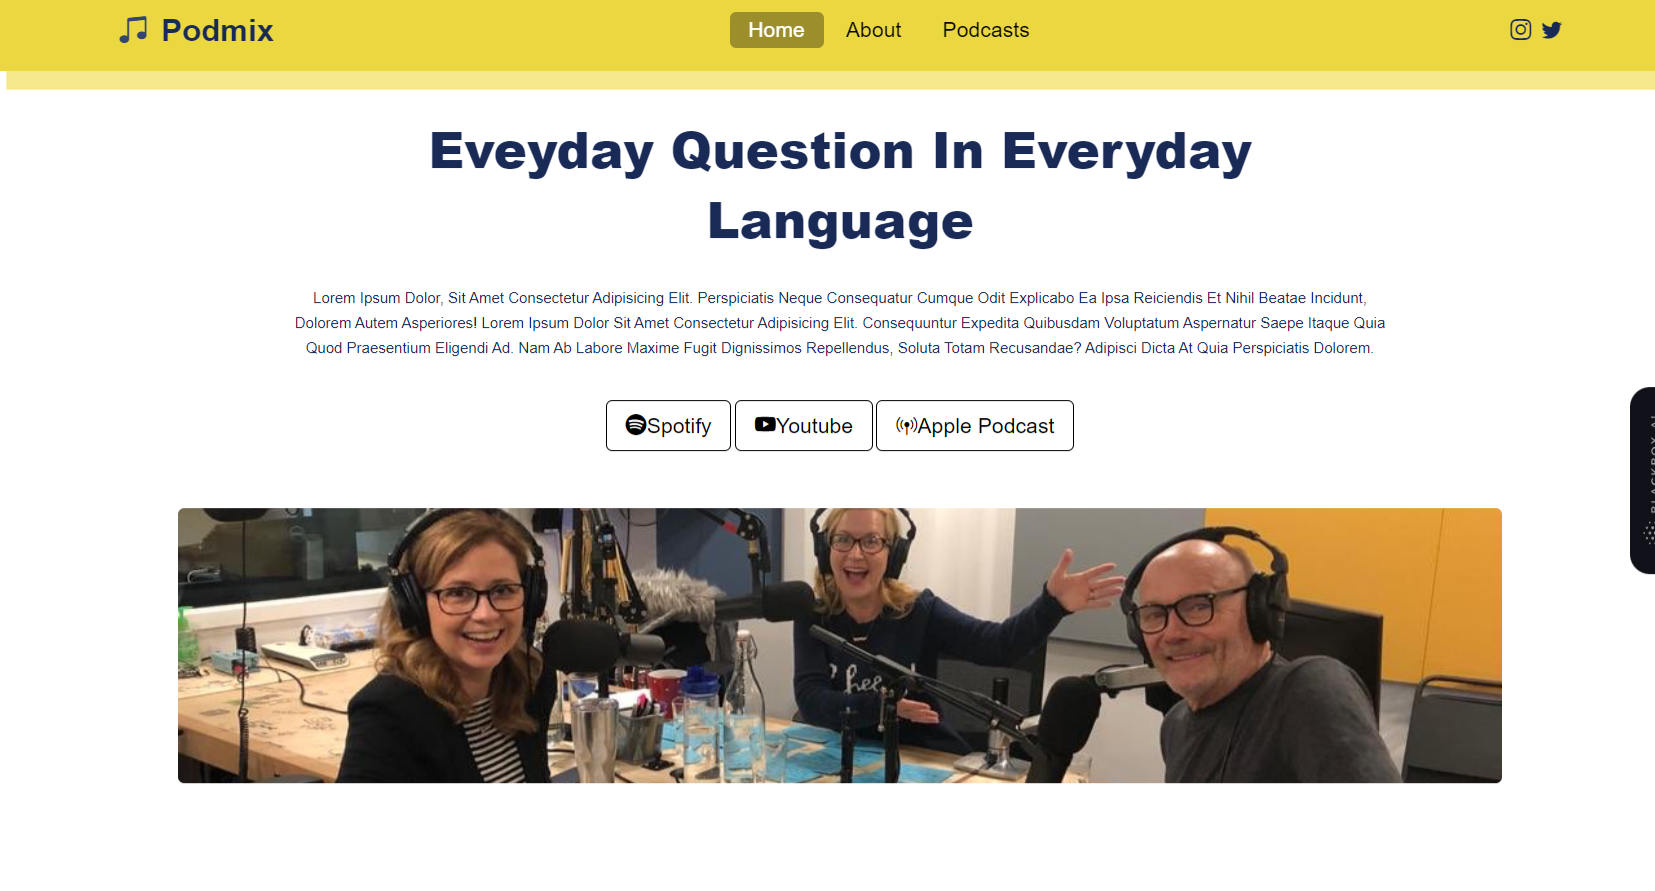 Podmix
Home About Podcasts
Eveyday Question In Everyday
Language
Lorem Ipsum Dolor, Sit Amet Consectetur Adipisicing Elit. Perspiciatis Neque Consequatur Cumque Odit Explicabo Ea Ipsa Reiciendis Et Nihil Beatae Incidunt,
Dolorem Autem Asperiores! Lorem Ipsum Dolor Sit Amet Consectetur Adipisicing Elit. Consequuntur Expedita Quibusdam Voluptatum Aspernatur Saepe Itaque Quia
Quod Praesentium Eligendi Ad. Nam Ab Labore Maxime Fugit Dignissimos Repellendus, Soluta Totam Recusandae? Adipisci Dicta At Quia Perspiciatis Dolorem.
Spotify Youtube Apple Podcast
BLACKBOX AI